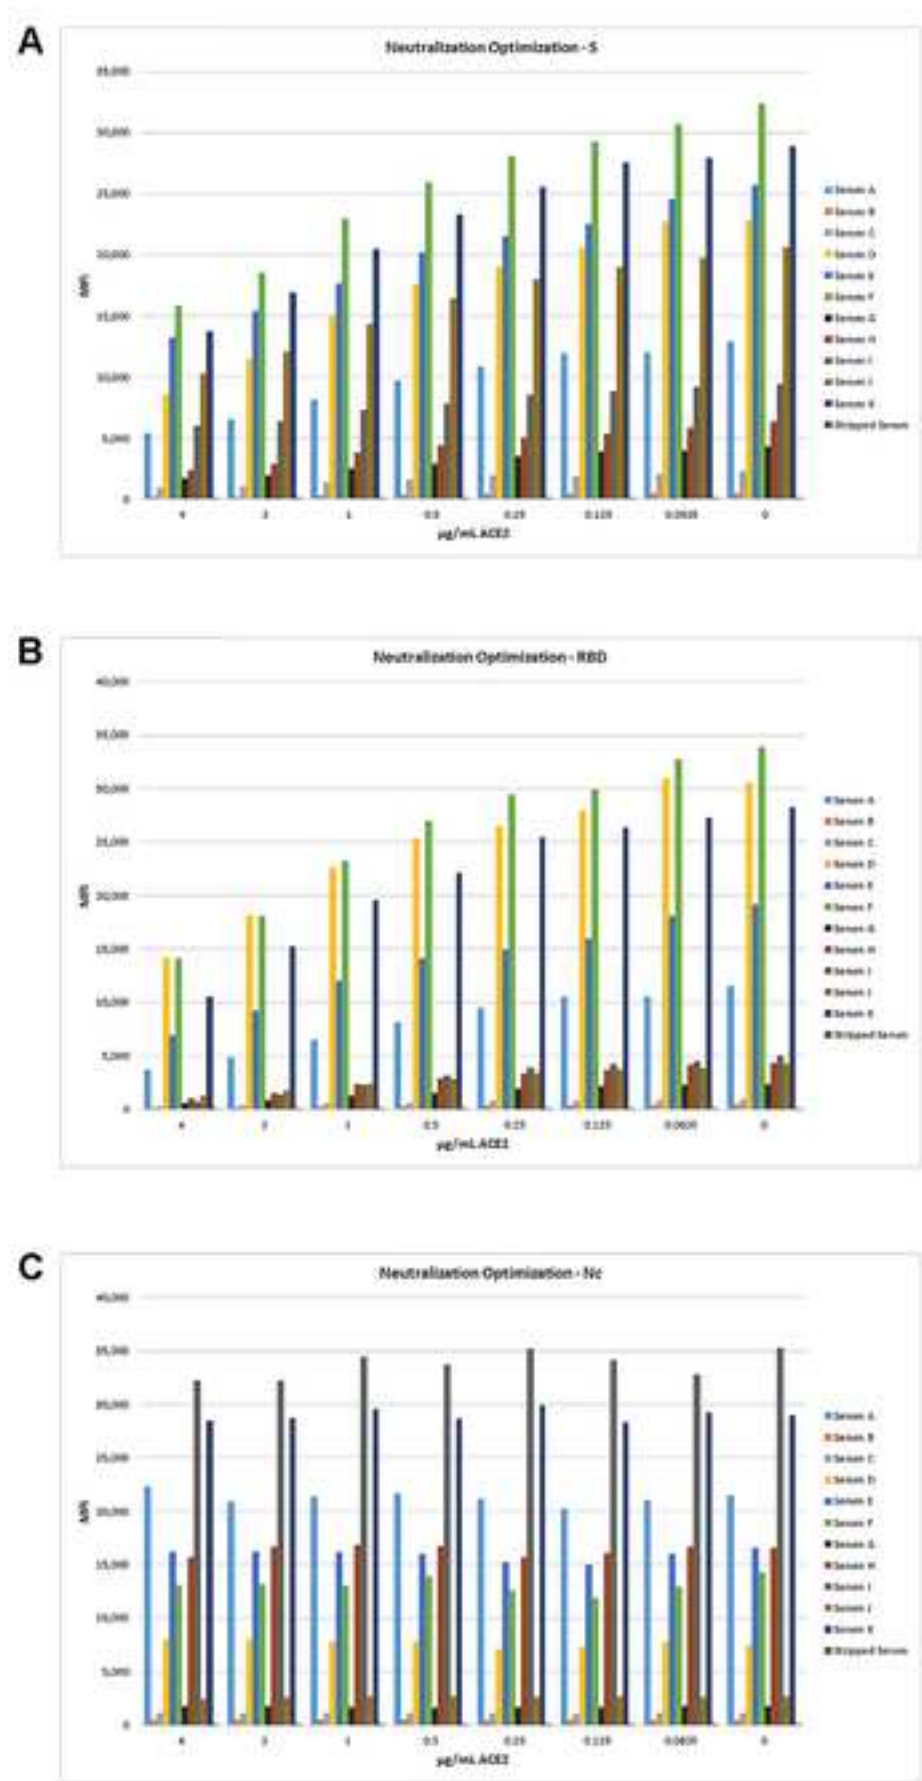 A
Neutralization Optimization - S
35,000
30,000
25,000
20,000
15,000
10,000
5,000
0
MFI
4 2 1 0.5 0.25 0.125 0.0625 0
µg/mL ACE2
Serum A
Serum B
Serum C
Serum D
Serum E
Serum F
Serum G
Serum H
Serum I
Serum J
Serum K
Stripped Serum
B
Neutralization Optimization - RBD
40,000
35,000
30,000
25,000
20,000
15,000
10,000
5,000
0
MFI
4 2 1 0.5 0.25 0.125 0.0625 0
µg/mL ACE2
Serum A
Serum B
Serum C
Serum D
Serum E
Serum F
Serum G
Serum H
Serum I
Serum J
Serum K
Stripped Serum
C
Neutralization Optimization - Nc
40,000
35,000
30,000
25,000
20,000
15,000
10,000
5,000
0
MFI
4 2 1 0.5 0.25 0.125 0.0625 0
µg/mL ACE2
Serum A
Serum B
Serum C
Serum D
Serum E
Serum F
Serum G
Serum H
Serum I
Serum J
Serum K
Stripped Serum